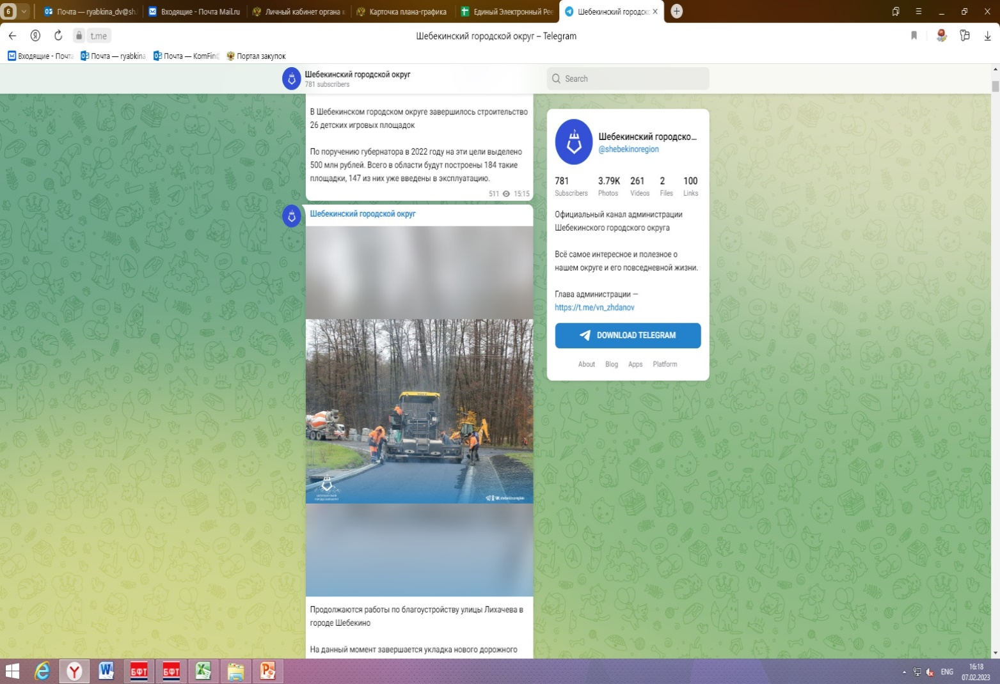 6
Почта — ryabkina_dv@sh.
Входящие - Почта Mail.ru
Личный кабинет органа
Карточка плана-графика
Единый Электронный Рее
Шебекинский городск
t.me
Шебекинский городской округ – Telegram
Входящие - Почта
Почта — ryabkina
Почта — KomFin
Портал закупок
Шебекинский городской округ
781 subscribers
Search
В Шебекинском городском округе завершилось строительство
26 детских игровых площадок
По поручению губернатора в 2022 году на эти цели выделено
500 млн рублей. Всего в области будут построены 184 такие
площадки, 147 из них уже введены в эксплуатацию.
511 15:15
Шебекинский городской округ
shebekinoregion
Продолжаются работы по благоустройству улицы Лихачева в
городе Шебекино
На данный момент завершается укладка нового дорожного
Шебекинский городско...
@shebekinoregion
781 3.79K 261 2 100
Subscribers Photos Videos Files Links
Официальный канал администрации
Шебекинского городского округа
Всё самое интересное и полезное о
нашем округе и его повседневной жизни.
Глава администрации —
https://t.me/vn_zhdanov
DOWNLOAD TELEGRAM
About Blog Apps Platform
БФТ
БФТ
ENG
16:18
07.02.2023